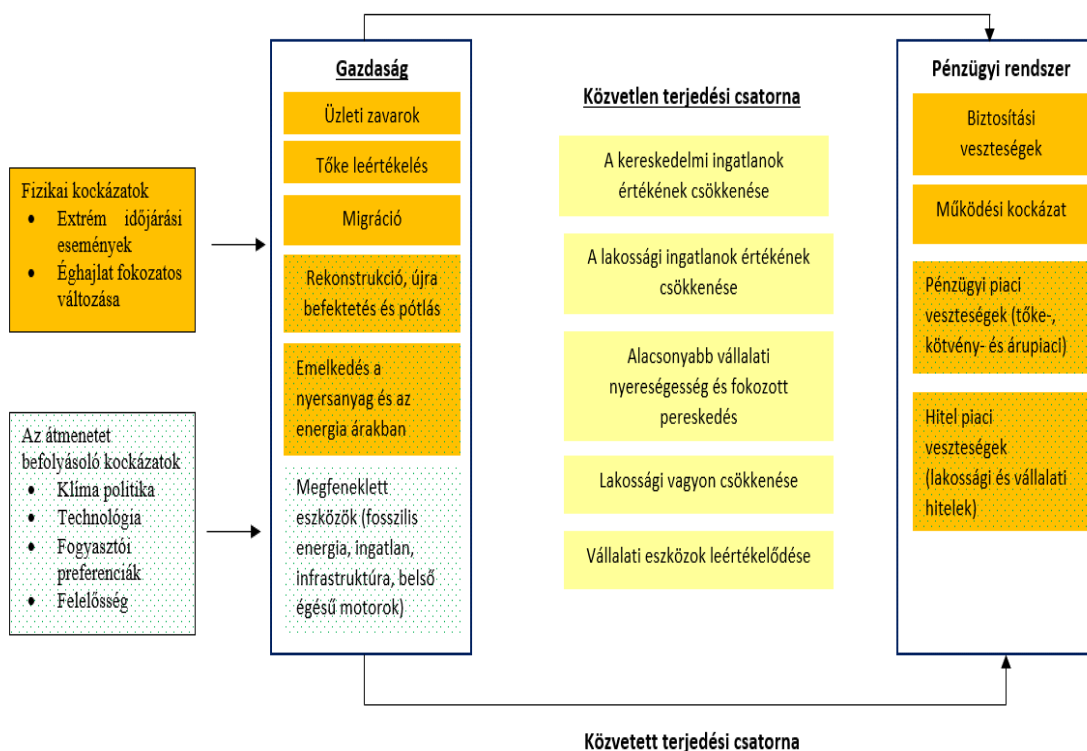 Fizikai kockázatok
• Extrém időjárási
események
• Éghajlat fokozatos
változása
Az átmenetet
befolyásoló kockázatok
• Klíma politika
• Technológia
• Fogyasztói
preferenciák
• Felelősség
Gazdaság
Üzleti zavarok
Tőke leértékelés
Migráció
Rekonstrukció, újra
befektetés és pótlás
Emelkedés a
nyersanyag és az
energia árakban
Megfeneklett
eszközök (fosszilis
energia, ingatlan,
infrastruktúra, belső
égésű motorok)
Közvetlen terjedési csatorna
A kereskedelmi ingatlanok
értékének csökkenése
A lakossági ingatlanok értékének
csökkenése
Alacsonyabb vállalati
nyereségesség és fokozott
pereskedés
Lakossági vagyon csökkenése
Vállalati eszközok leértékelődése
Pénzügyi rendszer
Biztosítási
veszteségek
Működési kockázat
Pénzügyi piaci
veszteségek (tőke-,
kötvény- és árupiaci)
Hitel piaci
veszteségek
(lakossági és vállalati
hitelek)
Közvetett terjedési csatorna